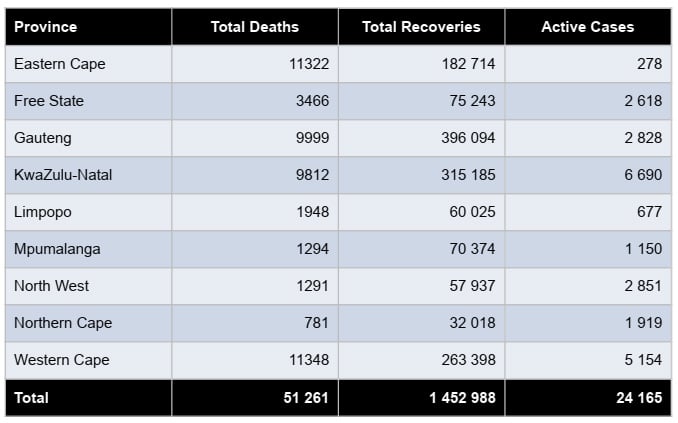 Province Total Deaths Total Recoveries Active Cases
Eastern Cape 11322 182 714 278
Free State 3466 75 243 2 618
Gauteng 9999 396 094 2 828
KwaZulu-Natal 9812 315 185 6 690
Limpopo 1948 60 025 677
Mpumalanga 1294 70 374 1 150
North West 1291 57 937 2 851
Northern Cape 781 32 018 1 919
Western Cape 11348 263 398 5 154
Total 51 261 1 452 988 24 165